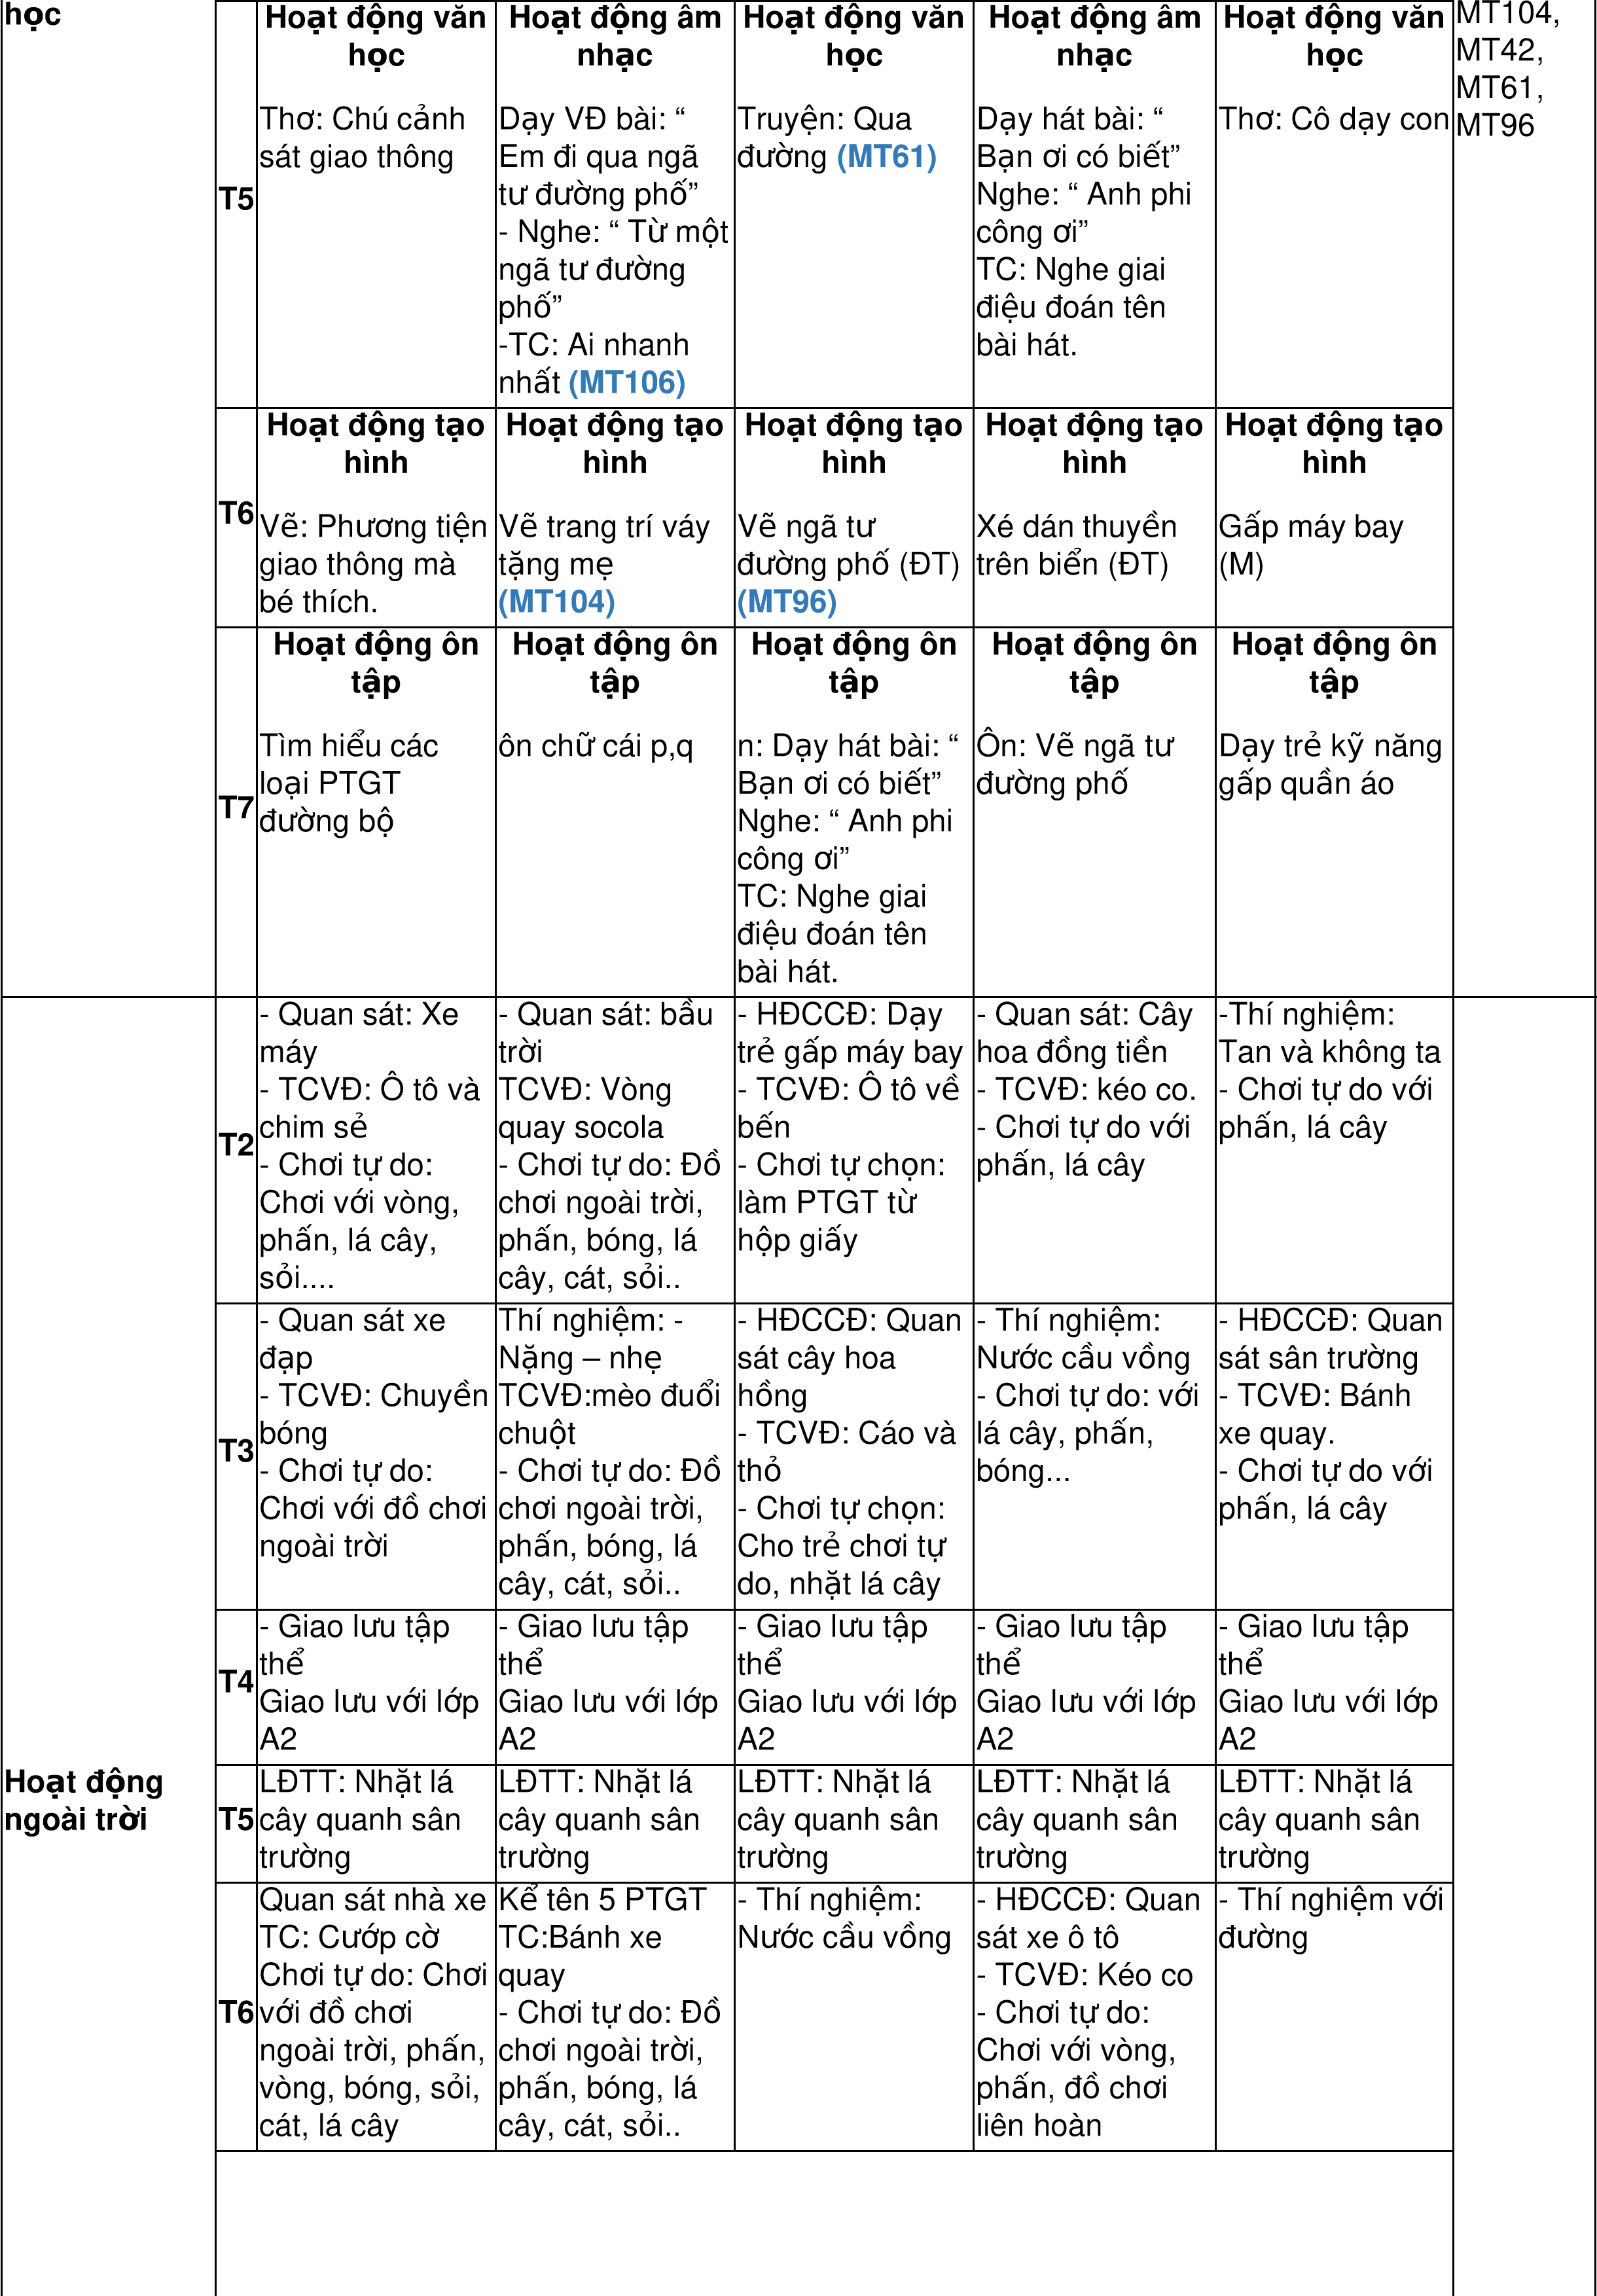 học
T5
Hoạt động văn
học
Thơ: Chú cảnh
sát giao thông
Hoạt động âm
nhạc
Dạy VĐ bài: “
Em đi qua ngã
tư đường phố”
- Nghe: “ Từ một
ngã tư đường
phố”
-TC: Ai nhanh
nhất (MT106)
Hoạt động văn
học
Truyện: Qua
đường (MT61)
Hoạt động âm
nhạc
Dạy hát bài: “
Bạn ơi có biết”
Nghe: “ Anh phi
công ơi”
TC: Nghe giai
điệu đoán tên
bài hát.
Hoạt động văn
học
Thơ: Cô dạy con
MT104,
MT42,
MT61,
MT96
T6
Hoạt động tạo
hình
Vẽ: Phương tiện
giao thông mà
bé thích.
Hoạt động tạo
hình
Vẽ trang trí váy
tặng mẹ
(MT104)
Hoạt động tạo
hình
Vẽ ngã tư
đường phố (ĐT)
(MT96)
Hoạt động tạo
hình
Xé dán thuyền
trên biển (ĐT)
Hoạt động tạo
hình
Gấp máy bay
(M)
T7
Hoạt động ôn
tập
Tìm hiểu các
loại PTGT
đường bộ
Hoạt động ôn
tập
ôn chữ cái p,q
Hoạt động ôn
tập
n: Dạy hát bài: “
Bạn ơi có biết”
Nghe: “ Anh phi
công ơi”
TC: Nghe giai
điệu đoán tên
bài hát.
Hoạt động ôn
tập
Ôn: Vẽ ngã tư
đường phố
Hoạt động ôn
tập
Dạy trẻ kỹ năng
gấp quần áo
Hoạt động
ngoài trời
T2
- Quan sát: Xe
máy
- TCVĐ: Ô tô và
chim sẻ
- Chơi tự do:
Chơi với vòng,
phấn, lá cây,
sỏi....
- Quan sát: bầu
trời
TCVĐ: Vòng
quay socola
- Chơi tự do: Đồ
chơi ngoài trời,
phấn, bóng, lá
cây, cát, sỏi..
- HĐCCĐ: Dạy
trẻ gấp máy bay
- TCVĐ: Ô tô về
bến
- Chơi tự chọn:
làm PTGT từ
hộp giấy
- Quan sát: Cây
hoa đồng tiền
- TCVĐ: kéo co.
- Chơi tự do với
phấn, lá cây
-Thí nghiệm:
Tan và không ta
- Chơi tự do với
phấn, lá cây
T3
- Quan sát xe
đạp
- TCVĐ: Chuyền
bóng
- Chơi tự do:
Chơi với đồ chơi
ngoài trời
Thí nghiệm: -
Nặng – nhẹ
TCVĐ:mèo đuổi
chuột
- Chơi tự do: Đồ
chơi ngoài trời,
phấn, bóng, lá
cây, cát, sỏi..
- HĐCCĐ: Quan
sát cây hoa
hồng
- TCVĐ: Cáo và
thỏ
- Chơi tự chọn:
Cho trẻ chơi tự
do, nhặt lá cây
- Thí nghiệm:
Nước cầu vồng
- Chơi tự do: với
lá cây, phấn,
bóng...
- HĐCCĐ: Quan
sát sân trường
- TCVĐ: Bánh
xe quay.
- Chơi tự do với
phấn, lá cây
T4
- Giao lưu tập
thể
Giao lưu với lớp
A2
- Giao lưu tập
thể
Giao lưu với lớp
A2
- Giao lưu tập
thể
Giao lưu với lớp
A2
- Giao lưu tập
thể
Giao lưu với lớp
A2
- Giao lưu tập
thể
Giao lưu với lớp
A2
T5
LĐTT: Nhặt lá
cây quanh sân
trường
LĐTT: Nhặt lá
cây quanh sân
trường
LĐTT: Nhặt lá
cây quanh sân
trường
LĐTT: Nhặt lá
cây quanh sân
trường
LĐTT: Nhặt lá
cây quanh sân
trường
T6
Quan sát nhà xe
TC: Cướp cờ
Chơi tự do: Chơi
với đồ chơi
ngoài trời, phấn,
vòng, bóng, sỏi,
cát, lá cây
Kể tên 5 PTGT
TC:Bánh xe
quay
- Chơi tự do: Đồ
chơi ngoài trời,
phấn, bóng, lá
cây, cát, sỏi..
- Thí nghiệm:
Nước cầu vồng
- HĐCCĐ: Quan
sát xe ô tô
- TCVĐ: Kéo co
- Chơi tự do:
Chơi với vòng,
phấn, đồ chơi
liên hoàn
- Thí nghiệm với
đường